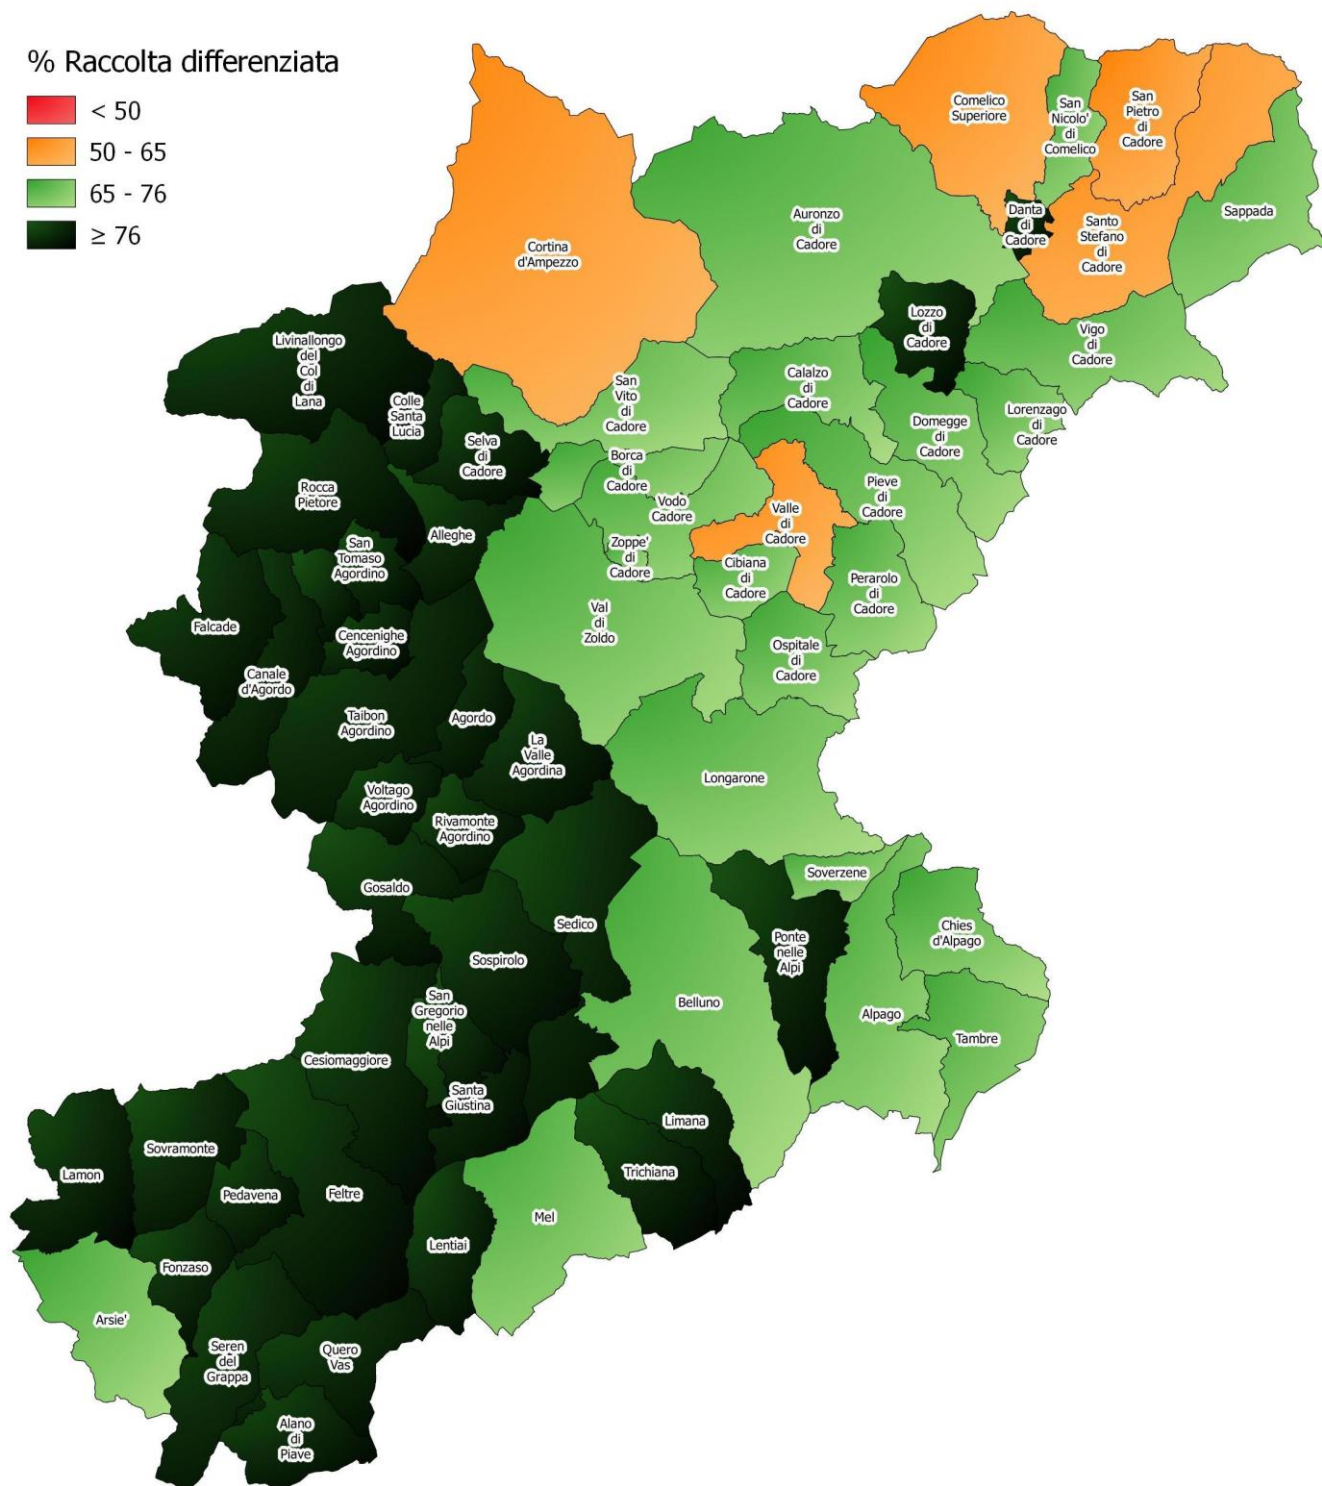 % Raccolta differenziata
< 50
50 - 65
65 - 76
≥ 76
Comelico
Superiore
San
Nicolo'
di
Comelico
San
Pietro
di
Cadore
Sappada
Danta
di
Cadore
Santo
Stefano
di
Cadore
Auronzo
di
Cadore
Cortina
d'Ampezzo
Lozzo
di
Cadore
Vigo
di
Cadore
Livinallongo
del
Col
di
Lana
Colle
Santa
Lucia
Selva
di
Cadore
San
Vito
di
Cadore
Calalzo
di
Cadore
Domegge
di
Cadore
Lorenzago
di
Cadore
Rocca
Pietore
Alleghe
Borca
di
Cadore
Vodo
Cadore
Valle
di
Cadore
Pieve
di
Cadore
San
Tomaso
Agordino
Zoppe'
di
Cadore
Cibiana
di
Cadore
Perarolo
di
Cadore
Falcade
Cencenighe
Agordino
Val
di
Zoldo
Ospitale
di
Cadore
Canale
d'Agordo
Taibon
Agordino
Agordo
La
Valle
Agordina
Longarone
Voltago
Agordino
Rivamonte
Agordino
Gosaldo
Soverzene
Sedico
Ponte
nelle
Alpi
Chies
d'Alpago
Sospirolo
San
Gregorio
nelle
Alpi
Belluno
Alpago
Tambre
Cesiomaggiore
Santa
Giustina
Limana
Sovramonte
Lamon
Pedavena
Feltre
Trichiana
Mel
Lentiai
Fonzaso
Arsie'
Seren
del
Grappa
Quero
Vas
Alano
di
Piave